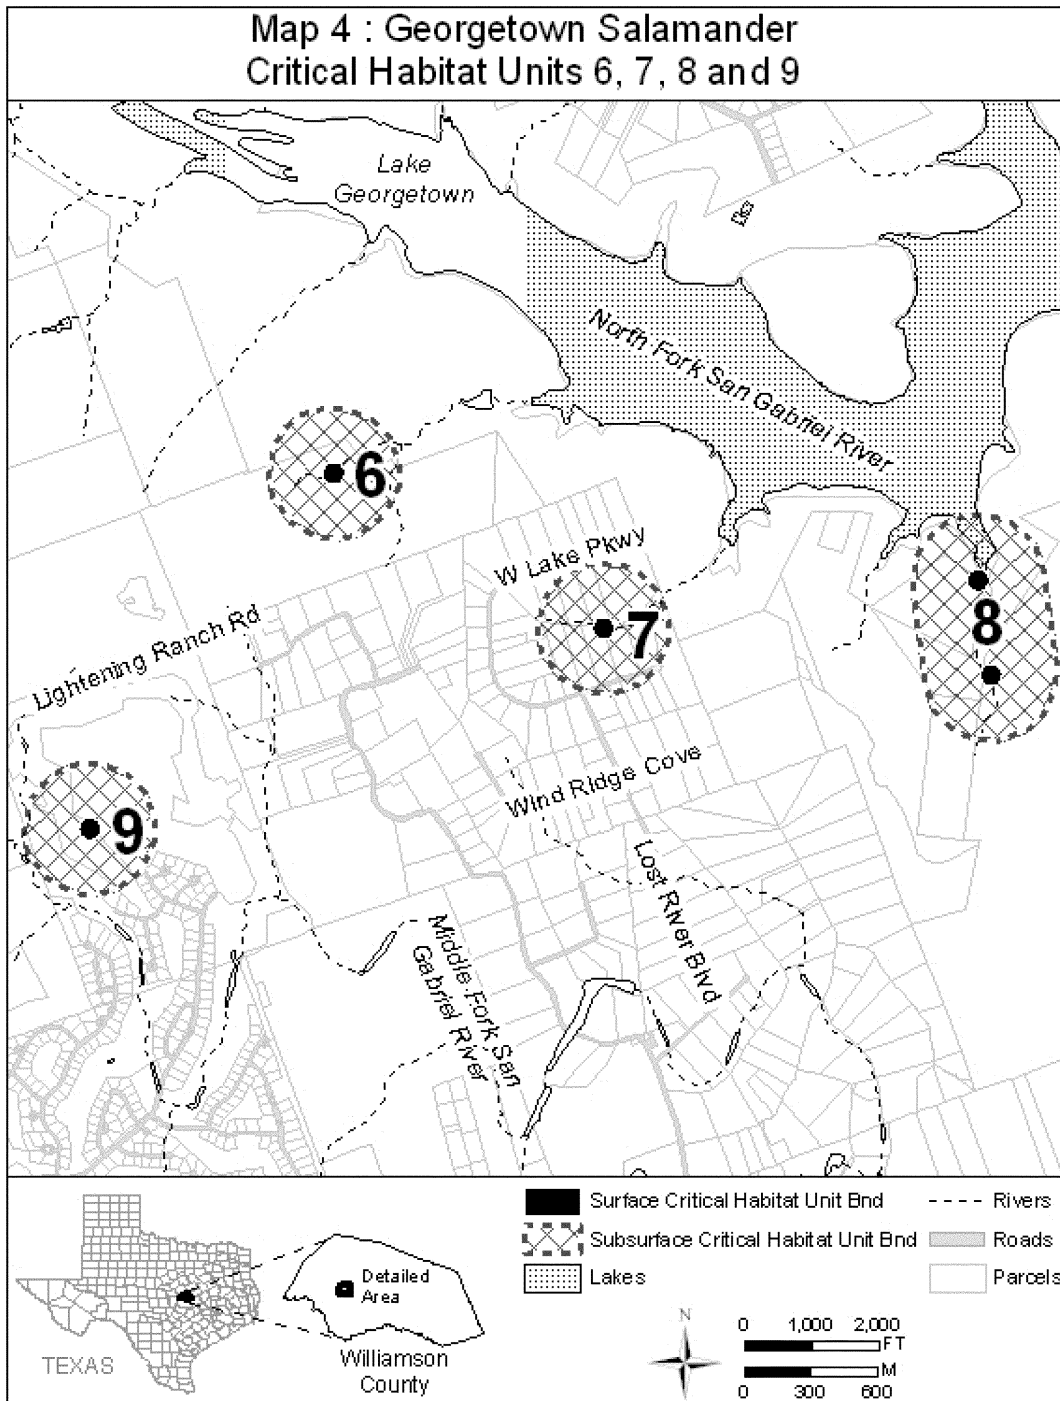 Map 4 : Georgetown Salamander
Critical Habitat Units 6, 7, 8 and 9
Lake
Georgetown
North Fork San Gabriel River
6
W Lake Pkwy
7
8
Lightening Ranch Rd
Wind Ridge Cove
9
Lost River Blvd
Middle Fork San
Gabriel River
Surface Critical Habitat Unit Bnd
Rivers
Subsurface Critical Habitat Unit Bnd
Roads
Lakes
Parcels
Detailed
Area
TEXAS
Williamson
County
N
0 1,000 2,000
FT
M
0 300 600